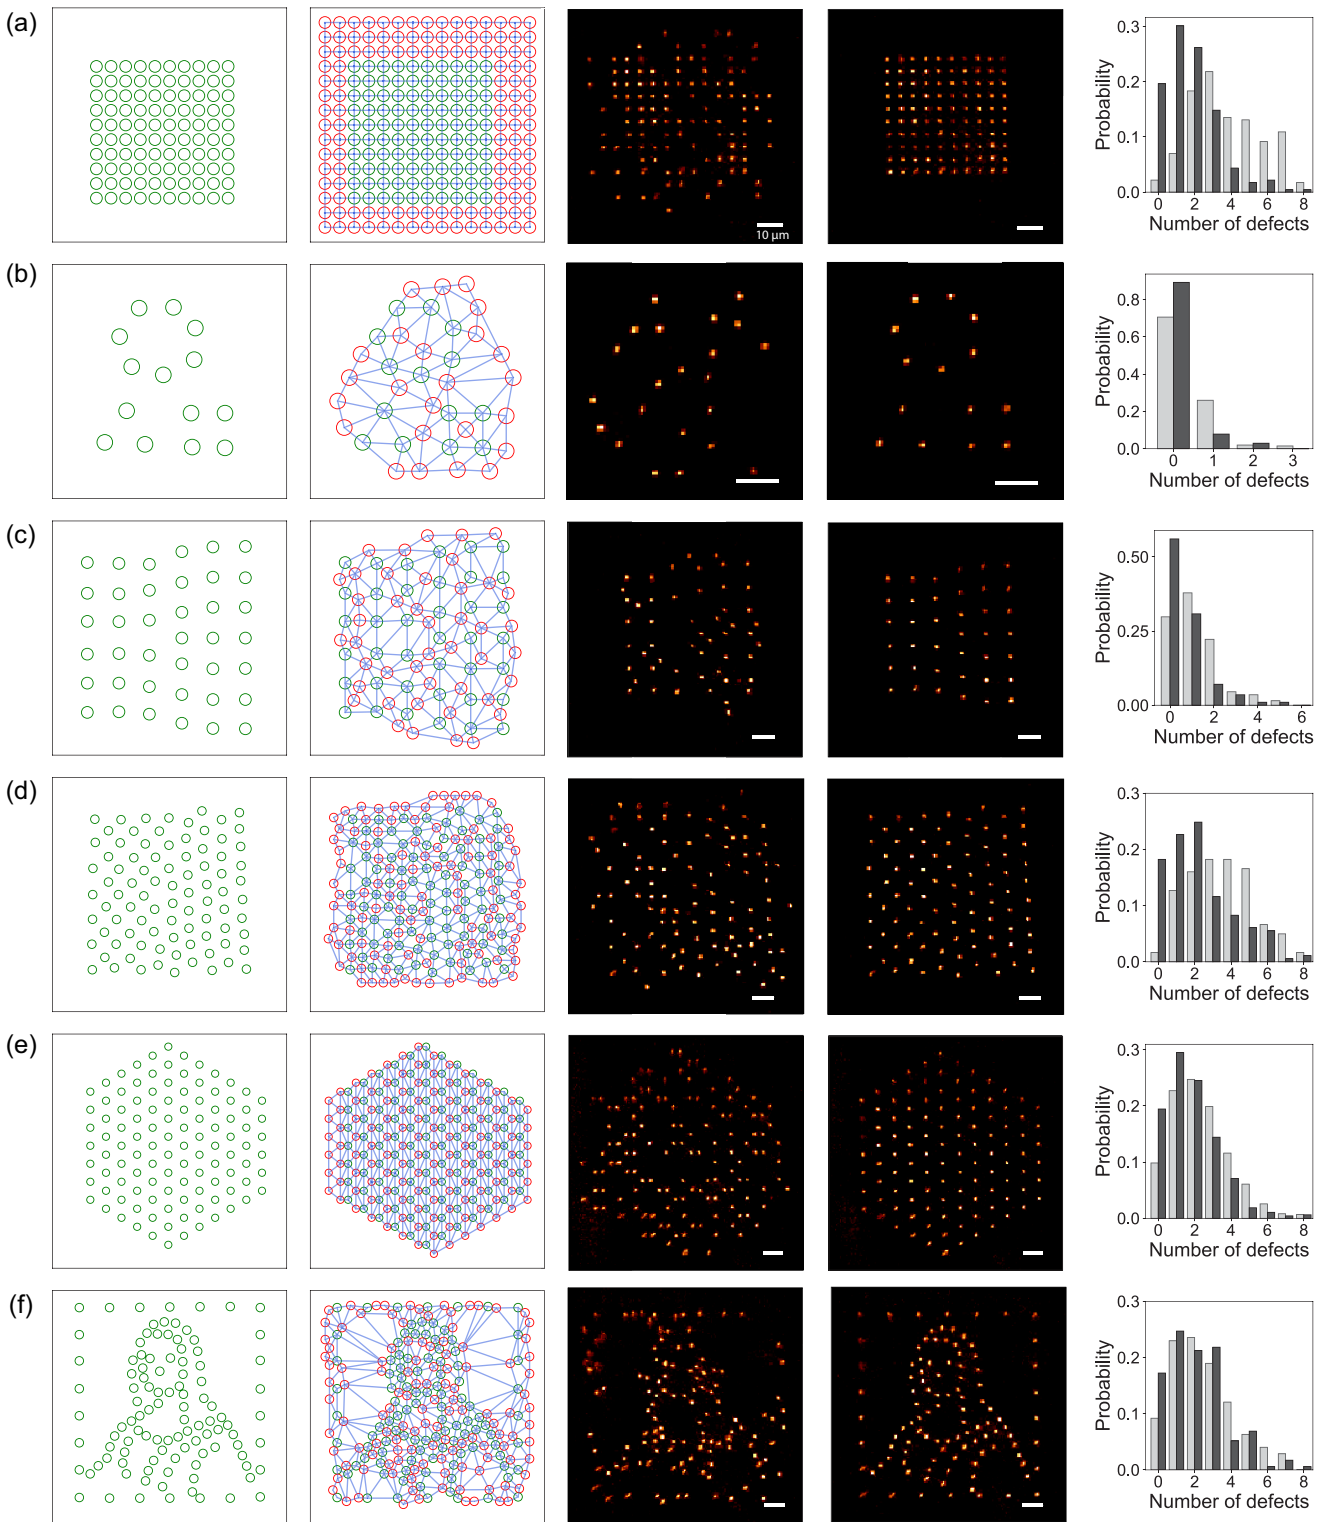 (a)
10 µm
0.3
0.2
0.1
0.0
Probability
0 2 4 6 8
Number of defects
(b)
0.8
0.6
0.4
0.2
0.0
Probability
0 1 2 3
Number of defects
(c)
0.50
0.25
0.00
Probability
0 2 4 6
Number of defects
(d)
0.3
0.2
0.1
0.0
Probability
0 2 4 6 8
Number of defects
(e)
0.3
0.2
0.1
0.0
Probability
0 2 4 6 8
Number of defects
(f)
0.3
0.2
0.1
0.0
Probability
0 2 4 6 8
Number of defects